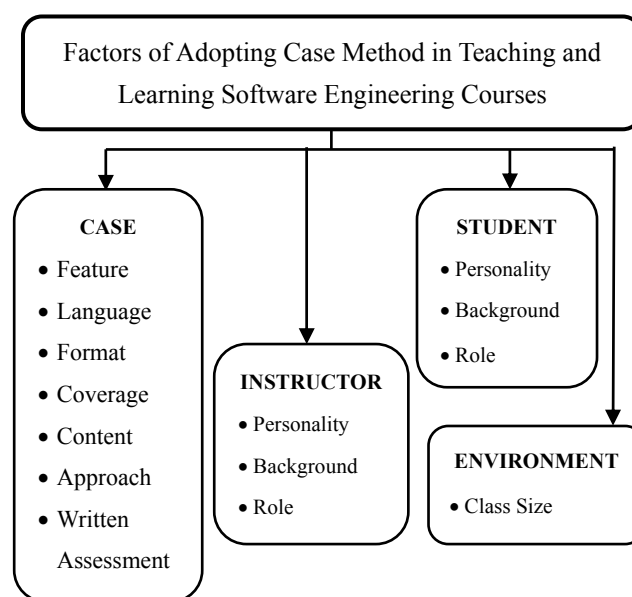 Factors of Adopting Case Method in Teaching and
Learning Software Engineering Courses
CASE
• Feature
• Language
• Format
• Coverage
• Content
• Approach
• Written
Assessment
INSTRUCTOR
• Personality
• Background
• Role
STUDENT
• Personality
• Background
• Role
ENVIRONMENT
• Class Size